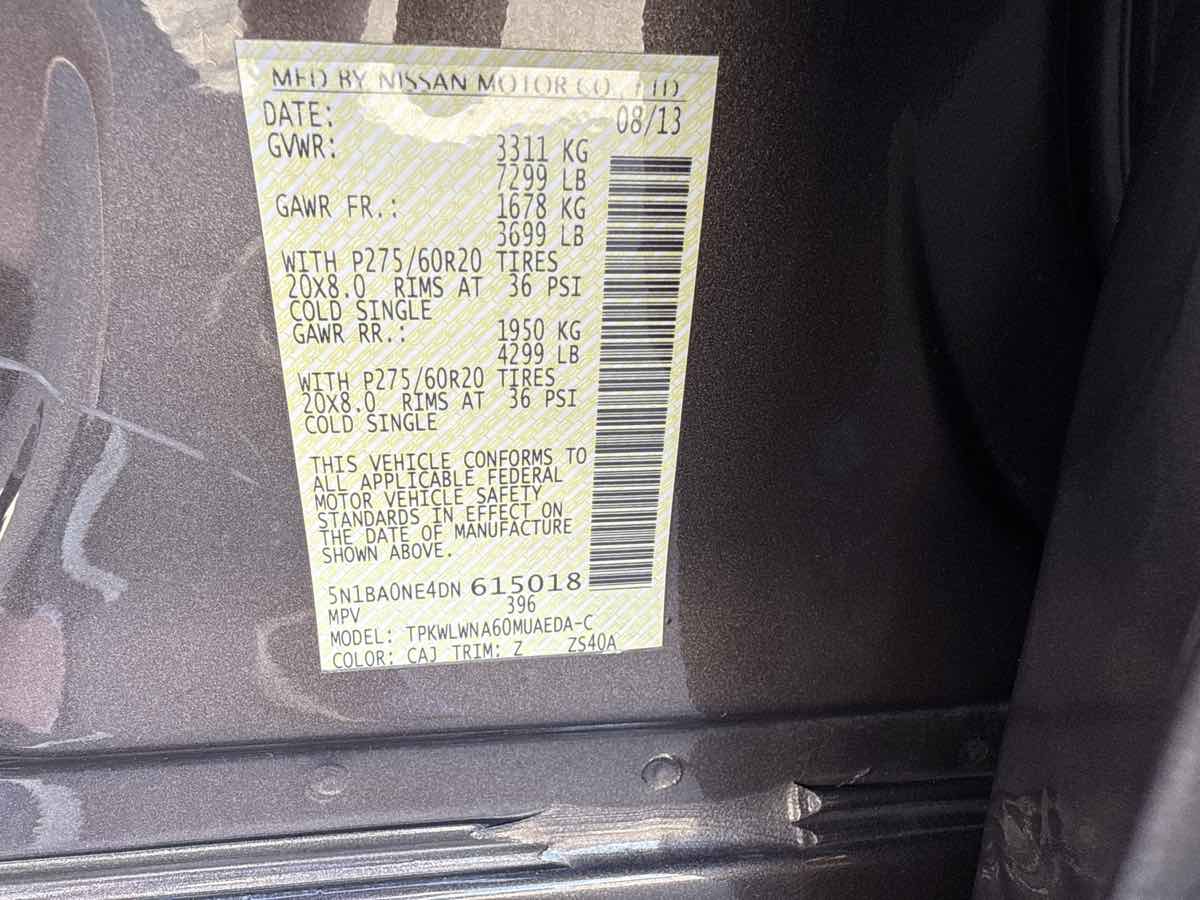 MFD BY NISSAN MOTOR CO., LTD
DATE: 08/13
GVWR: 3311 KG
7299 LB
GAWR FR.: 1678 KG
3699 LB
WITH P275/60R20 TIRES
20X8.0 RIMS AT 36 PSI
COLD SINGLE
GAWR RR.: 1950 KG
4299 LB
WITH P275/60R20 TIRES
20X8.0 RIMS AT 36 PSI
COLD SINGLE
THIS VEHICLE CONFORMS TO
ALL APPLICABLE FEDERAL
MOTOR VEHICLE SAFETY
STANDARDS IN EFFECT ON
THE DATE OF MANUFACTURE
SHOWN ABOVE.
5N1BA0NE4DN 615018
MPV 396
MODEL: TPKWLWNA60MUAEDA-C
COLOR: CAJ TRIM: Z ZS40A